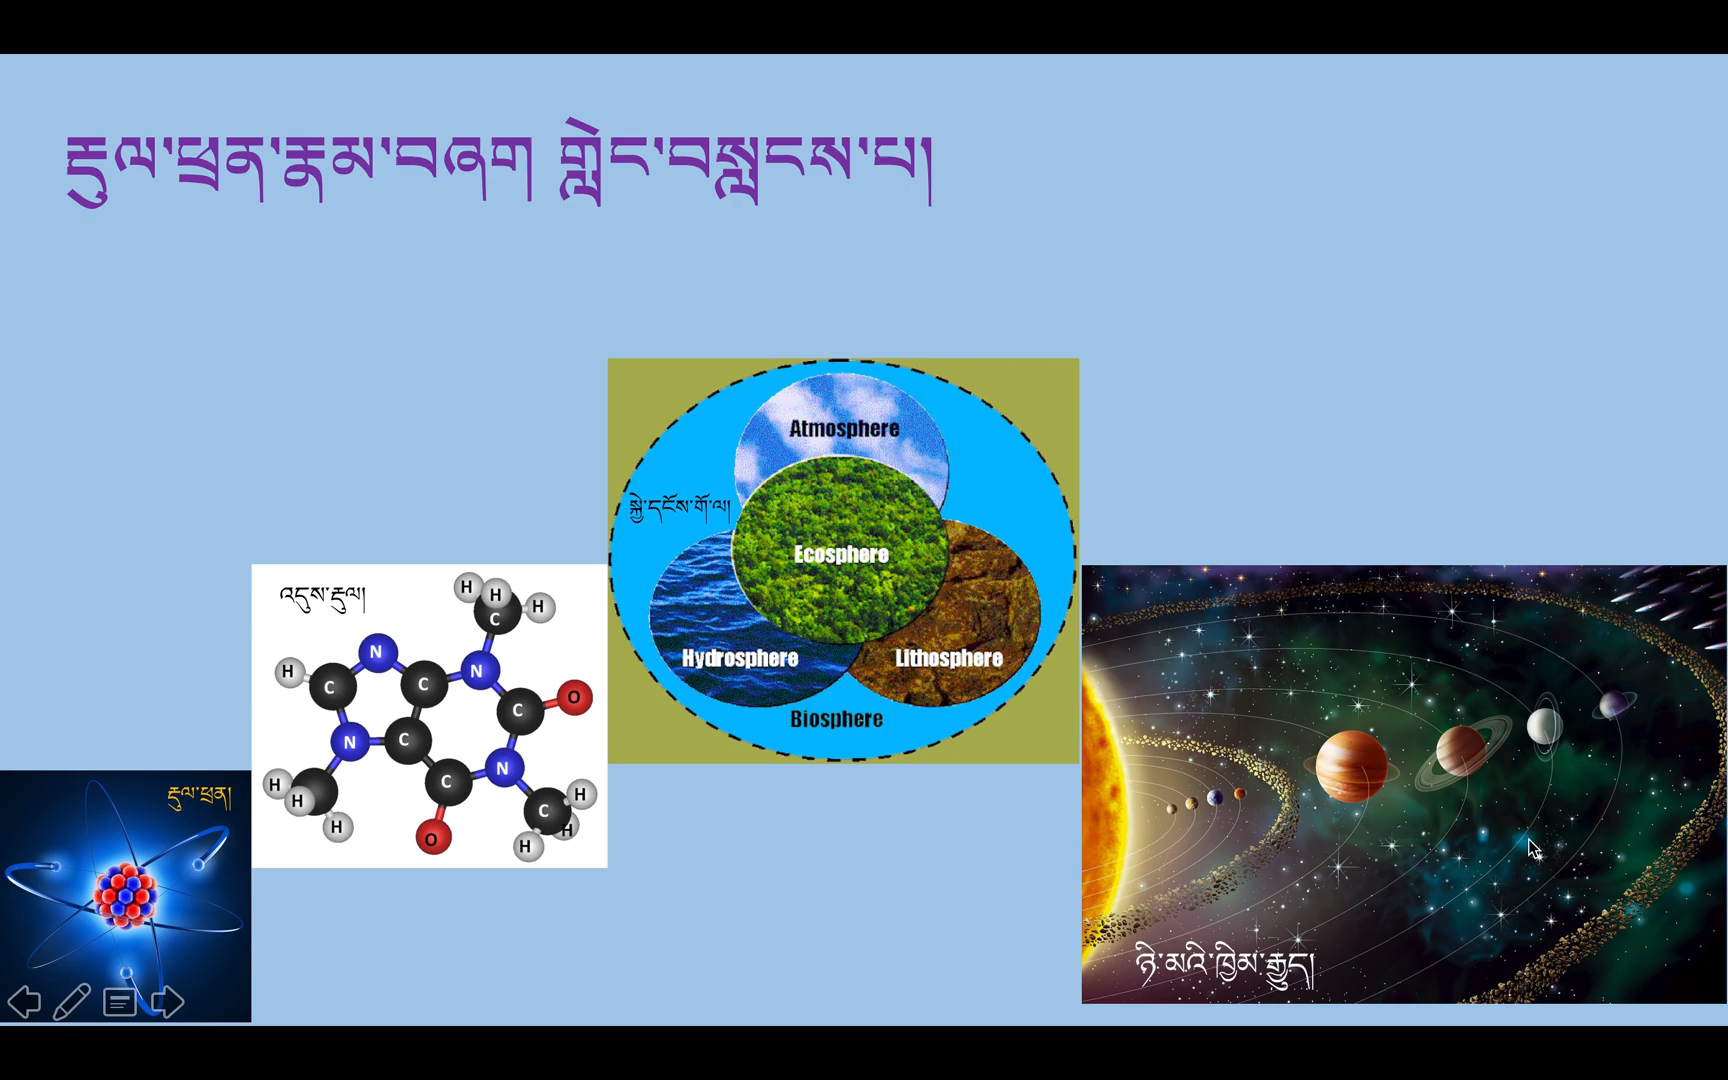 རྡུལ་ཕྲན་རྣམ་བཞག གླེང་བསླངས་པ།
Atmosphere
སྐྱེ་དངོས་གོ་ལ།
Ecosphere
Hydrosphere
Lithosphere
Biosphere
འདུས་རྡུལ།
H
H
H
C
N
H
C
C
N
C
O
N
C
C
N
H
H
H
C
H
H
H
O
རྡུལ་ཕྲན།
ཉི་མའི་ཁྱིམ་རྒྱུད།